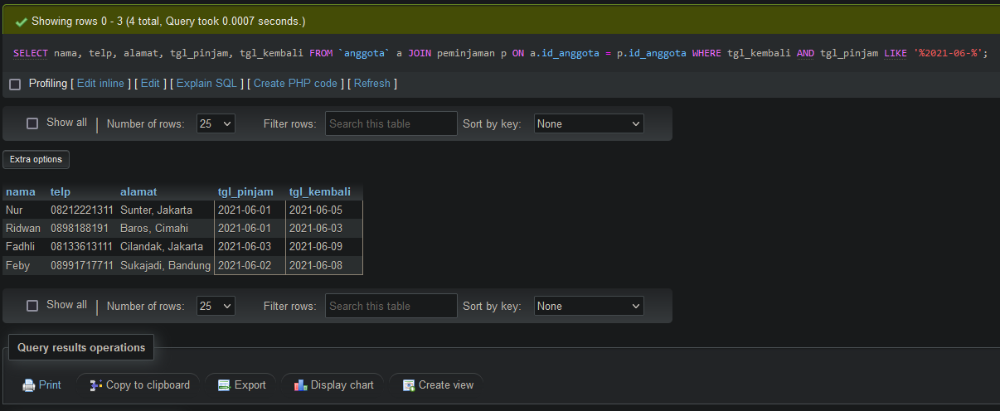 Showing rows 0 - 3 (4 total, Query took 0.0007 seconds.)
SELECT nama, telp, alamat, tgl_pinjam, tgl_kembali FROM `anggota` a JOIN peminjaman p ON a.id_anggota = p.id_anggota WHERE tgl_kembali AND tgl_pinjam LIKE '%2021-06-%';
Profiling [ Edit inline ] [ Edit ] [ Explain SQL ] [ Create PHP code ] [ Refresh ]
Show all | Number of rows: 25 Filter rows: Search this table Sort by key: None
Extra options
nama telp alamat tgl_pinjam tgl_kembali
Nur 08212221311 Sunter, Jakarta 2021-06-01 2021-06-05
Ridwan 0898188191 Baros, Cimahi 2021-06-01 2021-06-03
Fadhli 08133613111 Cilandak, Jakarta 2021-06-03 2021-06-09
Feby 08991717711 Sukajadi, Bandung 2021-06-02 2021-06-08
Show all | Number of rows: 25 Filter rows: Search this table Sort by key: None
Query results operations
Print Copy to clipboard Export Display chart Create view